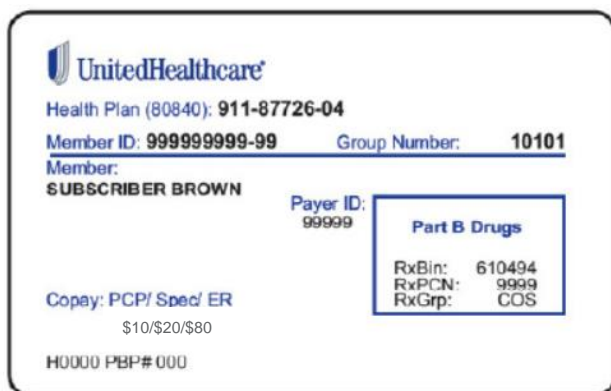 UnitedHealthcare®
Health Plan (80840): 911-87726-04
Member ID: 999999999-99 Group Number: 10101
Member:
SUBSCRIBER BROWN
Payer ID:
99999
Part B Drugs
RxBin: 610494
RxPCN: 9999
RxGrp: COS
Copay: PCP/ Spec/ ER
$10/$20/$80
H0000 PBP# 000